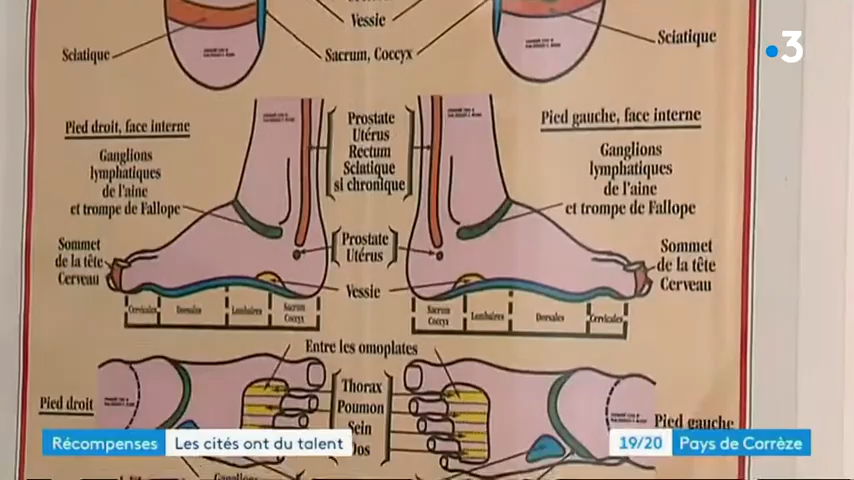 Vessie
Sciatique
Sacrum, Coccyx
Sciatique
3
Pied droit, face interne
Prostate
Utérus
Rectum
Sciatique
si chronique
Pied gauche, face interne
Ganglions
lymphatiques
de l'aine
et trompe de Fallope
Ganglions
lymphatiques
de l'aine
et trompe de Fallope
Sommet
de la tête
Cerveau
Prostate
Utérus
Sommet
de la tête
Cerveau
Vessie
Cervicales
Dorsales
Lombaires
Sacrum
Coccyx
Sacrum
Coccyx
Lombaires
Dorsales
Cervicales
Entre les omoplates
Pied droit
Thorax
Poumon
Sein
Dos
Pied gauche
Récompenses
Les cités ont du talent
19/20
Pays de Corrèze